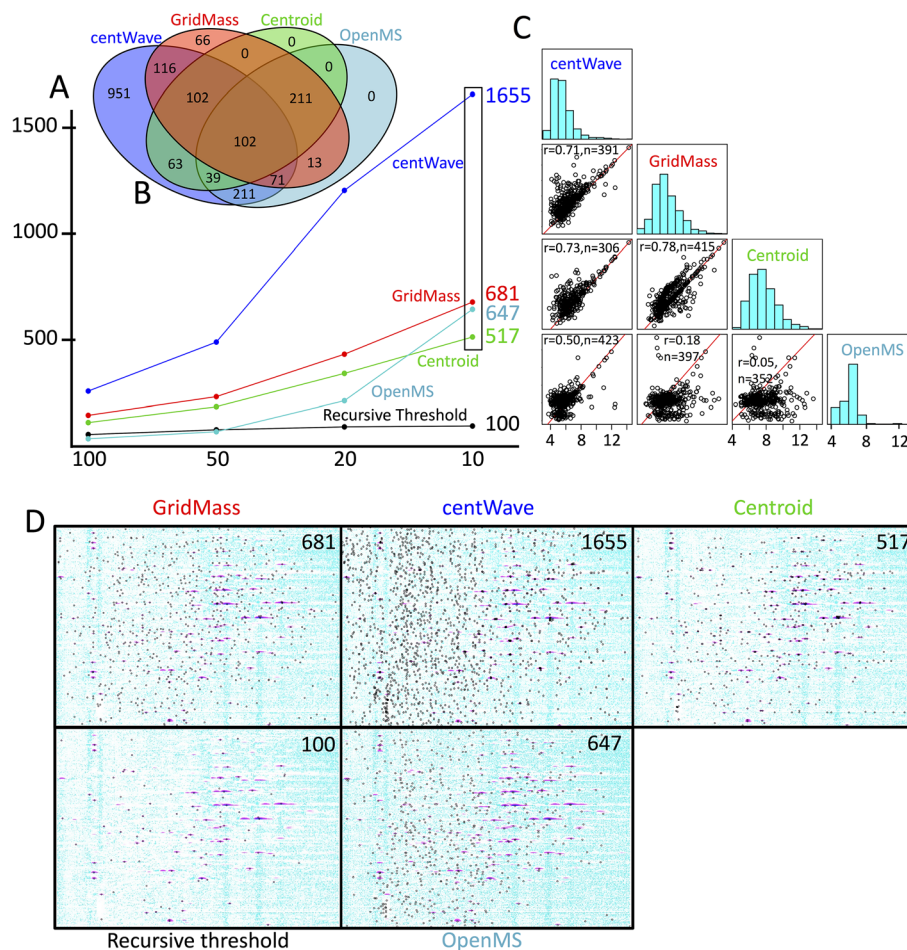 GridMass
Centroid
centWave
OpenMS
66
0
0
116
951
102
211
0
0
102
63
39
71
13
211
A
B
C
D
1500
1000
500
100 50 20 10
1655
centWave
GridMass
681
647
517
Centroid
OpenMS
Recursive Threshold
100
centWave
r=0.71,n=391
GridMass
r=0.73,n=306
r=0.78,n=415
Centroid
r=0.50,n=423
r=0.18
n=397
r=0.05,
n=352
OpenMS
4 8 12
4 8 12
4 8 12
4 8 12
GridMass
centWave
Centroid
681
1655
517
100
647
Recursive threshold
OpenMS